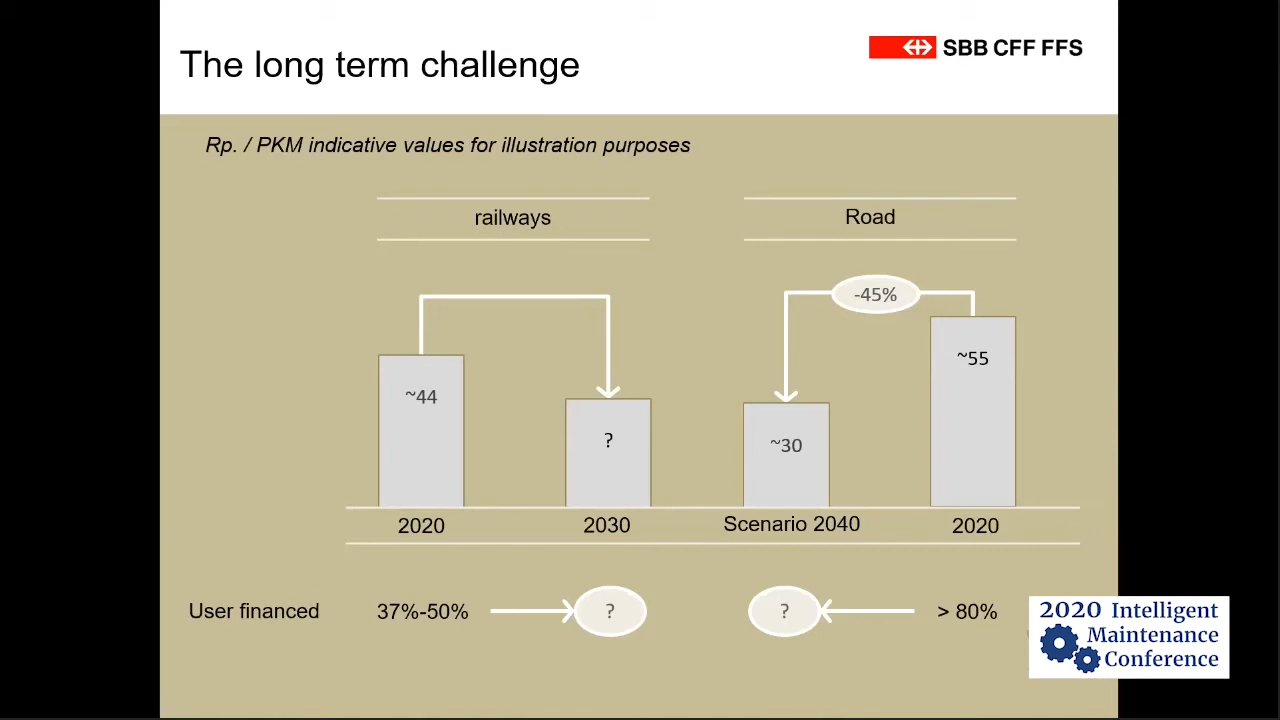 The long term challenge
SBB CFF FFS
Rp. / PKM indicative values for illustration purposes
railways
Road
-45%
~55
~44
?
~30
2020
2030
Scenario 2040
2020
User financed
37%-50%
?
?
> 80%
2020 Intelligent
Maintenance
Conference